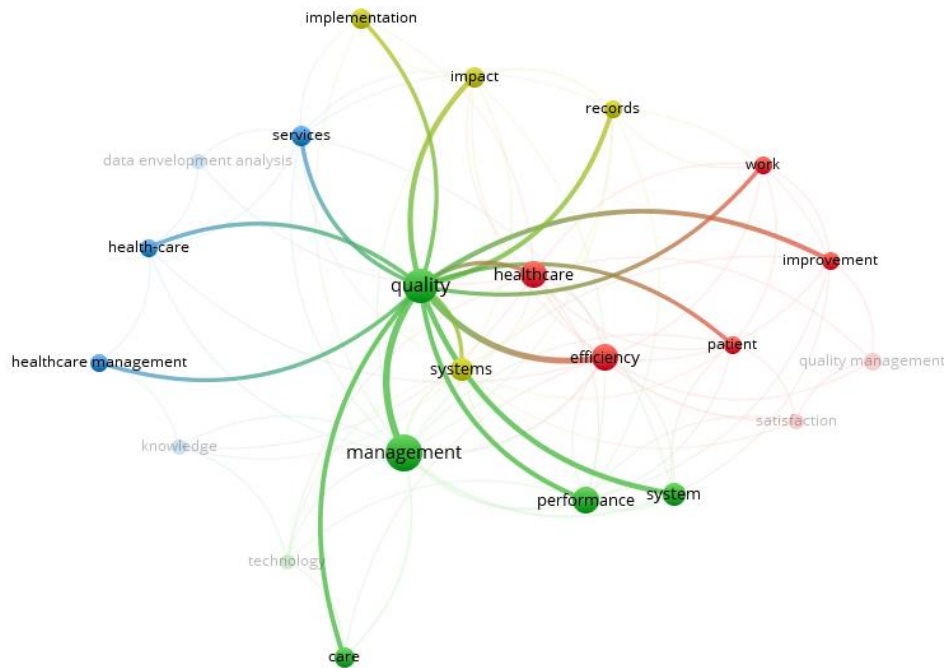 implementation
impact
records
services
data envelopment analysis
work
health-care
improvement
healthcare
quality
patient
healthcare management
efficiency
quality management
systems
satisfaction
knowledge
management
performance
system
technology
care